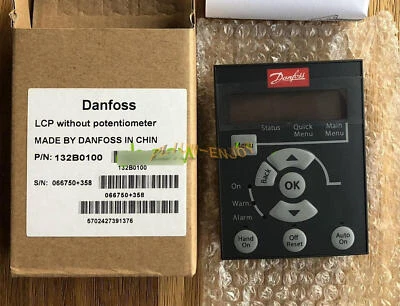 Danfoss
LCP without potentiometer
MADE BY DANFOSS IN CHIN
P/N: 132B0100
132B0100
S/N: 066750+358
066750+358
5702427391376
Danfoss
Status Quick Menu Main Menu
Menu
Back
OK
On
Warn.
Alarm
Hand On
Off Reset
Auto On